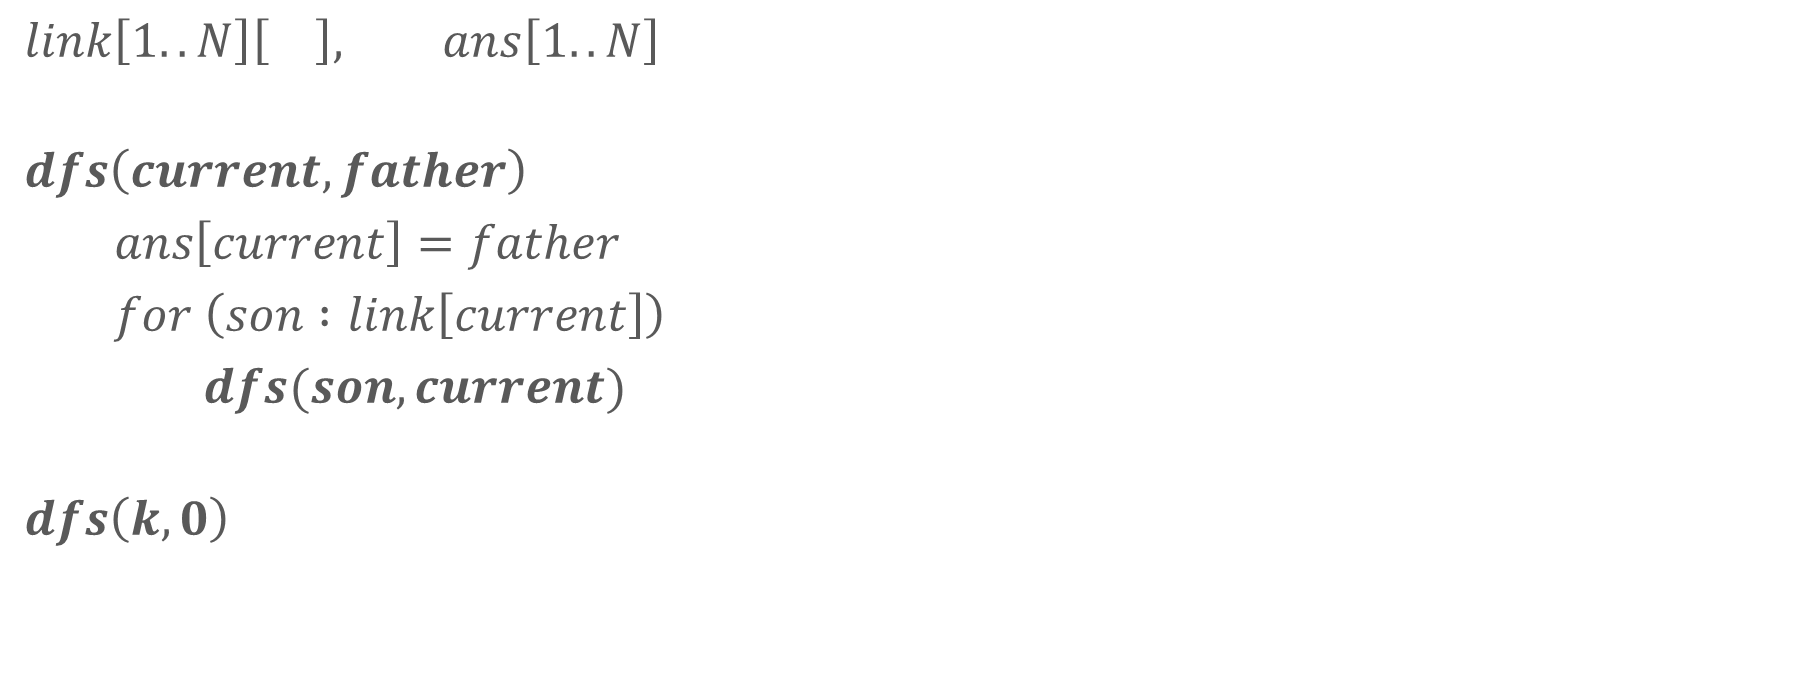 link[1..N][ ], ans[1..N]
dfs(current, father)
ans[current] = father
for (son : link[current])
dfs(son, current)
dfs(k, 0)